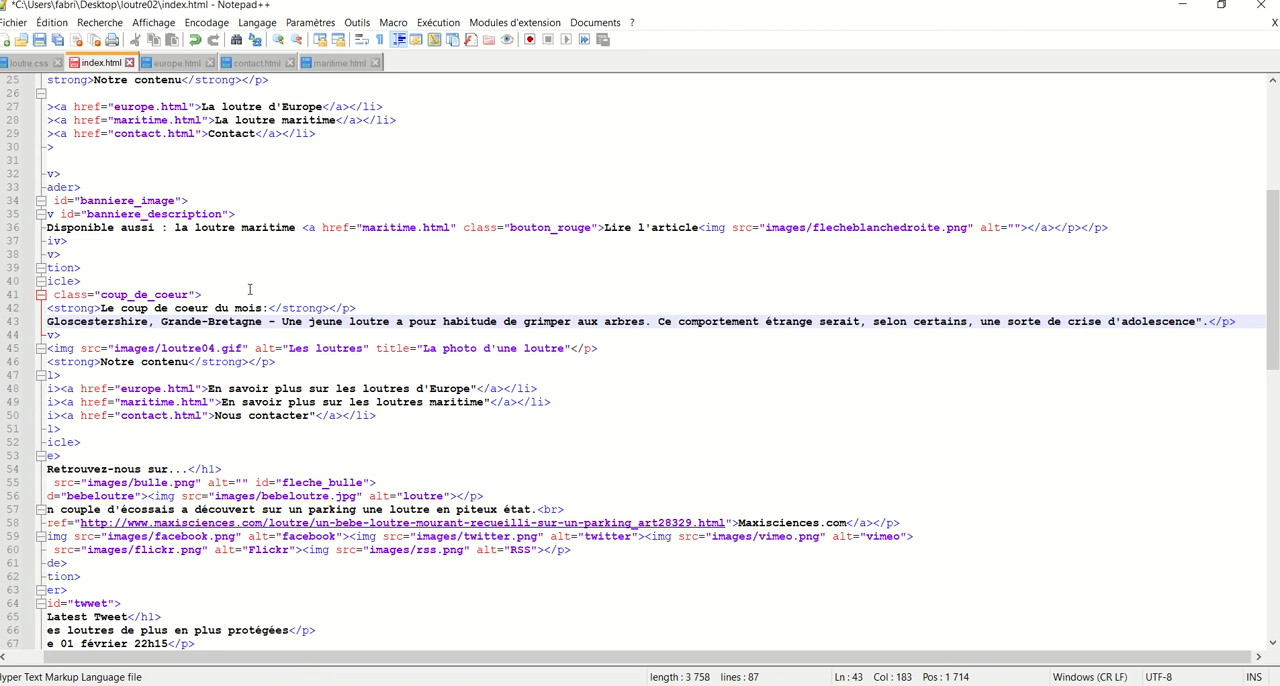 *C:\Users\fabri\Desktop\loutre02\index.html - Notepad++
ichier Édition Recherche Affichage Encodage Langage Paramètres Outils Macro Exécution Modules d'extension Documents ? X
loutre.css index.html europe.html contact.html maritime.html
25 strong>Notre contenu</strong></p>
26
27 ><a href="europe.html">La loutre d'Europe</a></li>
28 ><a href="maritime.html">La loutre maritime</a></li>
29 ><a href="contact.html">Contact</a></li>
30 >
31
32 v>
33 ader>
34 id="banniere_image">
35 v id="banniere_description">
36 Disponible aussi : la loutre maritime <a href="maritime.html" class="bouton_rouge">Lire l'article<img src="images/flecheblanchedroite.png" alt=""></a></p></p>
37 iv>
38 v>
39 tion>
40 icle>
41 class="coup_de_coeur">
42 <strong>Le coup de coeur du mois:</strong></p>
43 Gloscestershire, Grande-Bretagne - Une jeune loutre a pour habitude de grimper aux arbres. Ce comportement étrange serait, selon certains, une sorte de crise d'adolescence".</p>
44 v>
45 <img src="images/loutre04.gif" alt="Les loutres" title="La photo d'une loutre"</p>
46 <strong>Notre contenu</strong></p>
47 l>
48 i><a href="europe.html">En savoir plus sur les loutres d'Europe"</a></li>
49 i><a href="maritime.html">En savoir plus sur les loutres maritime"</a></li>
50 i><a href="contact.html">Nous contacter"</a></li>
51 l>
52 icle>
53 e>
54 Retrouvez-nous sur...</h1>
55 src="images/bulle.png" alt="" id="fleche_bulle">
56 d="bebeloutre"><img src="images/bebeloutre.jpg" alt="loutre"></p>
57 n couple d'écossais a découvert sur un parking une loutre en piteux état.<br>
58 ref="http://www.maxisciences.com/loutre/un-bebe-loutre-mourant-recueilli-sur-un-parking_art28329.html">Maxisciences.com</a></p>
59 img src="images/facebook.png" alt="facebook"><img src="images/twitter.png" alt="twitter"><img src="images/vimeo.png" alt="vimeo">
60 src="images/flickr.png" alt="Flickr"><img src="images/rss.png" alt="RSS"></p>
61 de>
62 tion>
63 er>
64 id="twwet">
65 Latest Tweet</h1>
66 es loutres de plus en plus protégées</p>
67 e 01 février 22h15</p>
yper Text Markup Language file length : 3 758 lines : 87 Ln : 43 Col : 183 Pos : 1 714 Windows (CR LF) UTF-8 INS